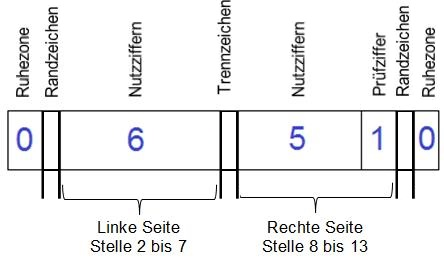 Ruhezone
Randzeichen
Nutzziffern
Trennzeichen
Nutzziffern
Prüfziffer
Randzeichen
Ruhezone
0 6 5 1 0
Linke Seite
Stelle 2 bis 7
Rechte Seite
Stelle 8 bis 13